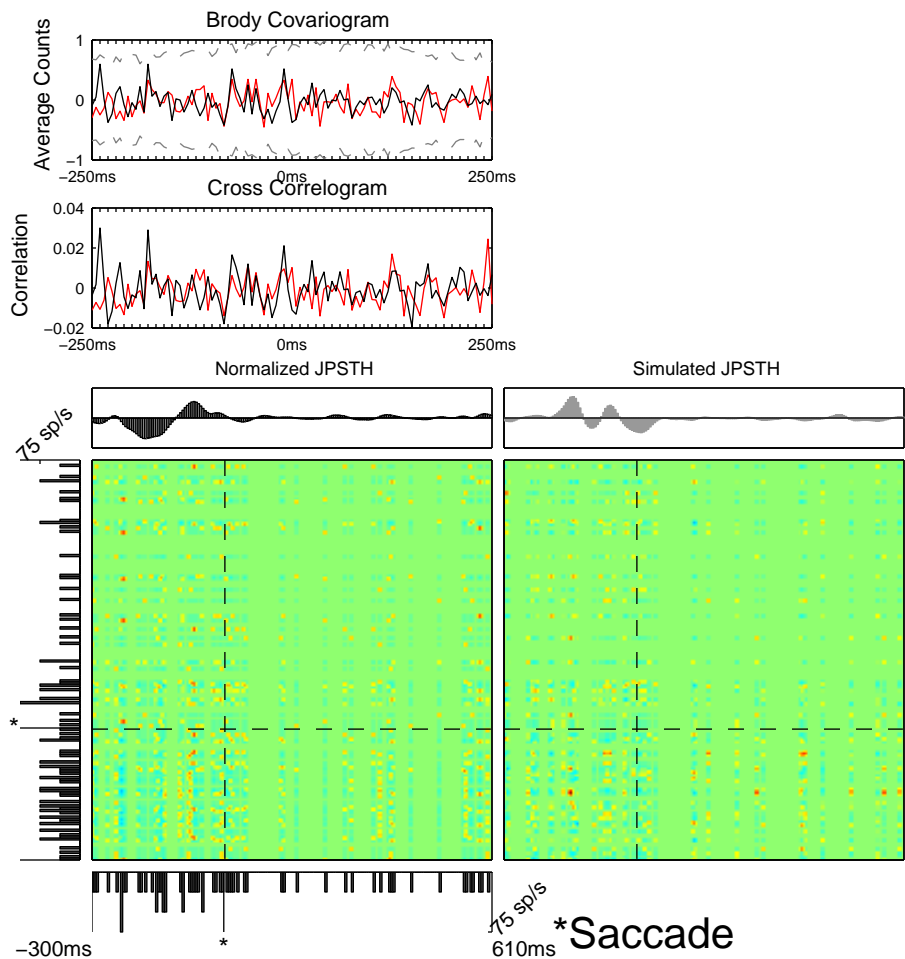 Brody Covariogram
Average Counts
1
0
−1
−250ms
0ms
250ms
Cross Correlogram
Correlation
0.04
0.02
0
−0.02
−250ms
0ms
250ms
Normalized JPSTH
Simulated JPSTH
75 sp/s
*
75 sp/s
*
−300ms
610ms
*Saccade